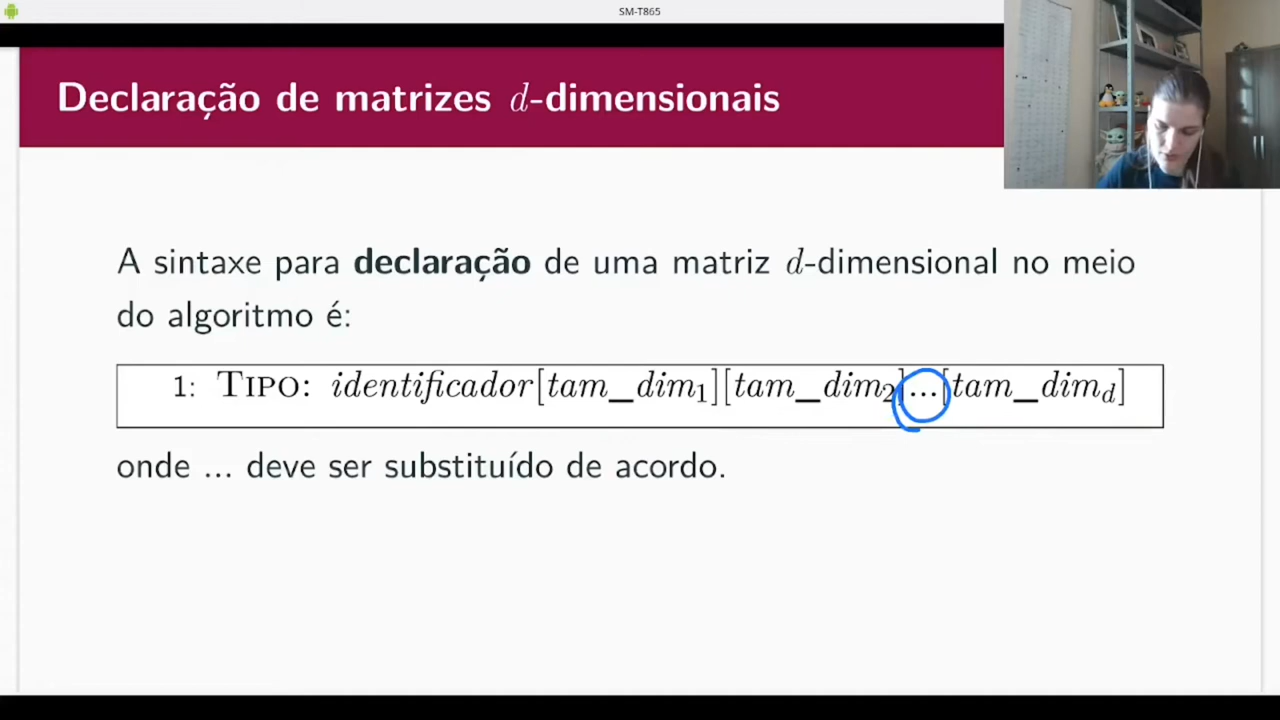 SM-T865
Declaração de matrizes d-dimensionais
A sintaxe para declaração de uma matriz d-dimensional no meio
do algoritmo é:
1: TIPO: identificador[tam_dim₁][tam_dim₂]...[tam_dim_d]
onde ... deve ser substituído de acordo.